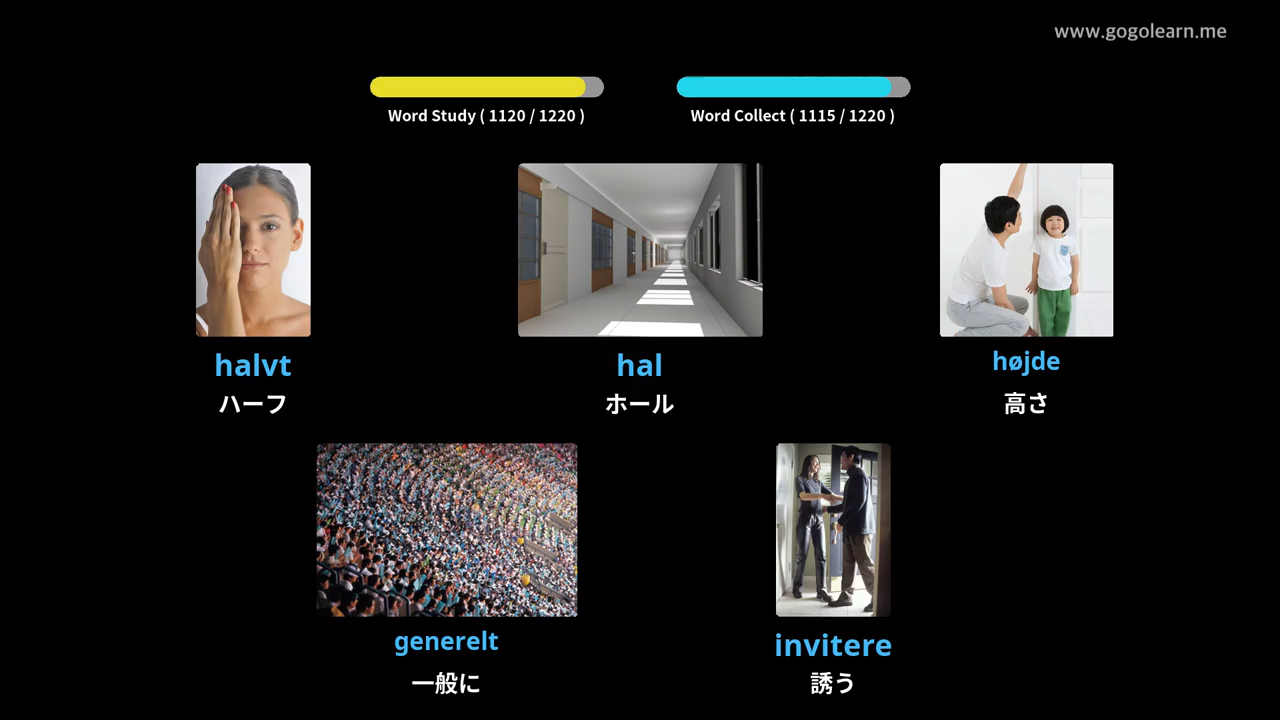 www.gogolearn.me
Word Study ( 1120 / 1220 )
Word Collect ( 1115 / 1220 )
halvt
ハーフ
hal
ホール
højde
高さ
generelt
一般に
invitere
誘う